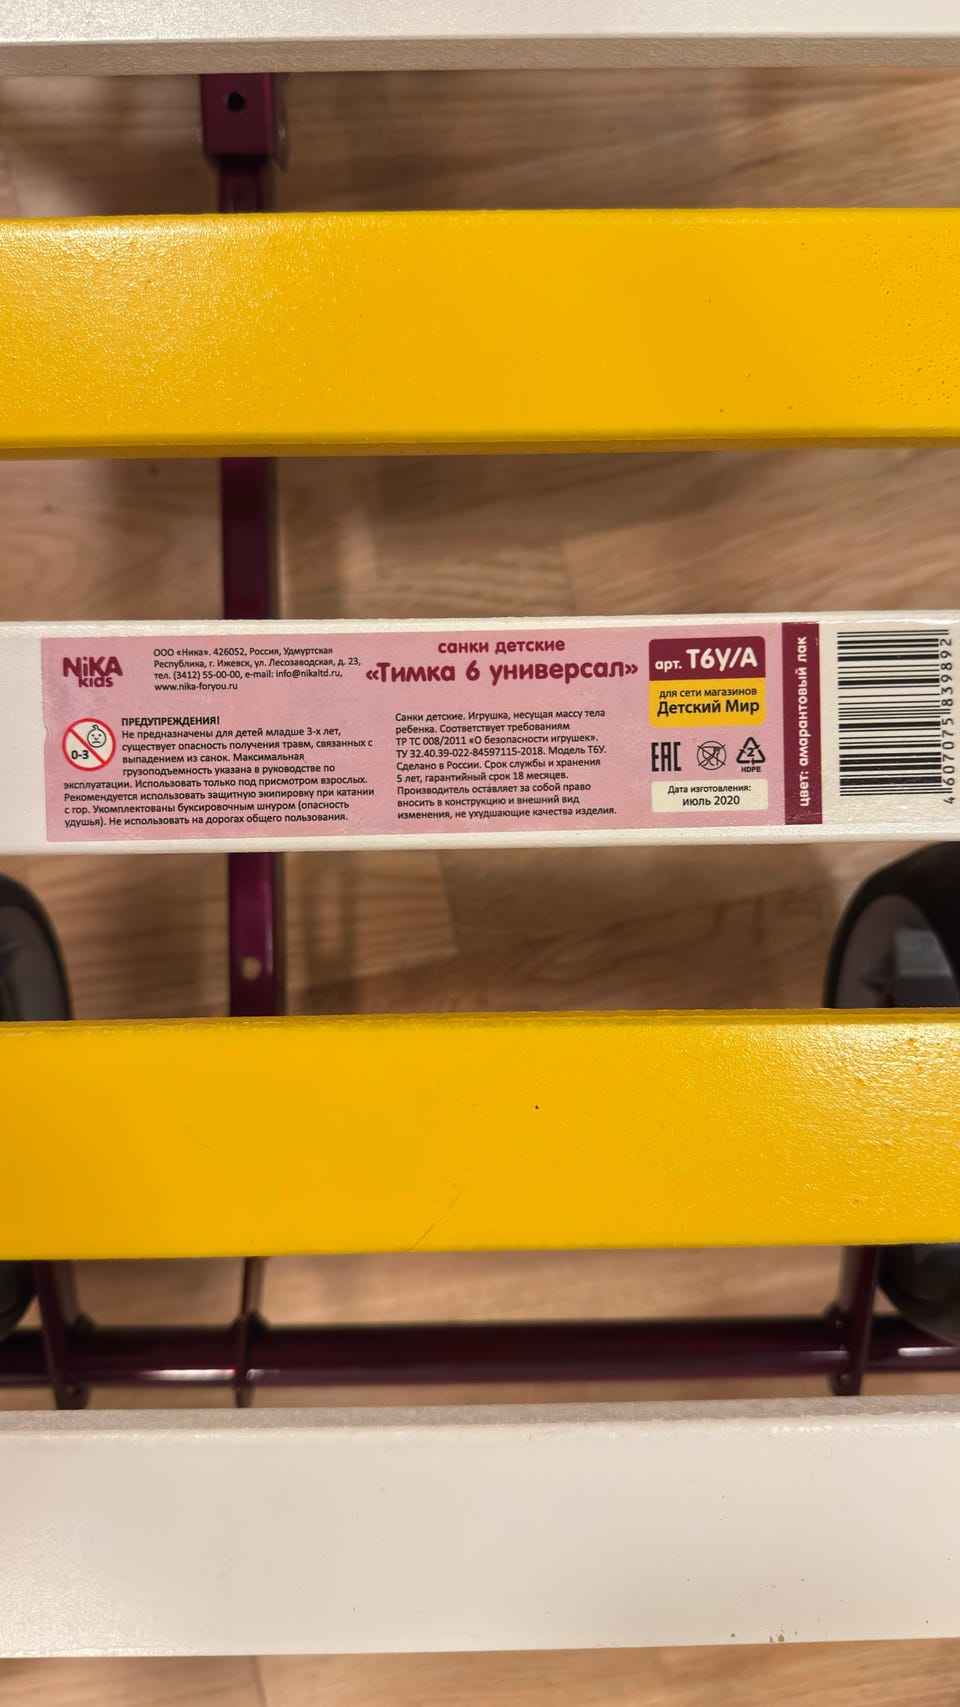 NiKA
kids
ООО «Ника». 426052, Россия, Удмуртская
Республика, г. Ижевск, ул. Лесозаводская, д. 23,
тел. (3412) 55-00-00, e-mail: info@nikaltd.ru,
www.nika-foryou.ru
санки детские
«Тимка 6 универсал»
0-3
ПРЕДУПРЕЖДЕНИЯ!
Не предназначены для детей младше 3-х лет,
существует опасность получения травм, связанных с
выпадением из санок. Максимальная
грузоподъемность указана в руководстве по
эксплуатации. Использовать только под присмотром взрослых.
Рекомендуется использовать защитную экипировку при катании
с гор. Укомплектованы буксировочным шнуром (опасность
удушья). Не использовать на дорогах общего пользования.
Санки детские. Игрушка, несущая массу тела
ребенка. Соответствует требованиям
ТР ТС 008/2011 «О безопасности игрушек».
ТУ 32.40.39-022-84597115-2018. Модель Т6У.
Сделано в России. Срок службы и хранения
5 лет, гарантийный срок 18 месяцев.
Производитель оставляет за собой право
вносить в конструкцию и внешний вид
изменения, не ухудшающие качества изделия.
арт. Т6У/А
для сети магазинов
Детский Мир
EAC
2
HDPE
Дата изготовления:
июль 2020
цвет: амарантовый лак
4 607075 839892